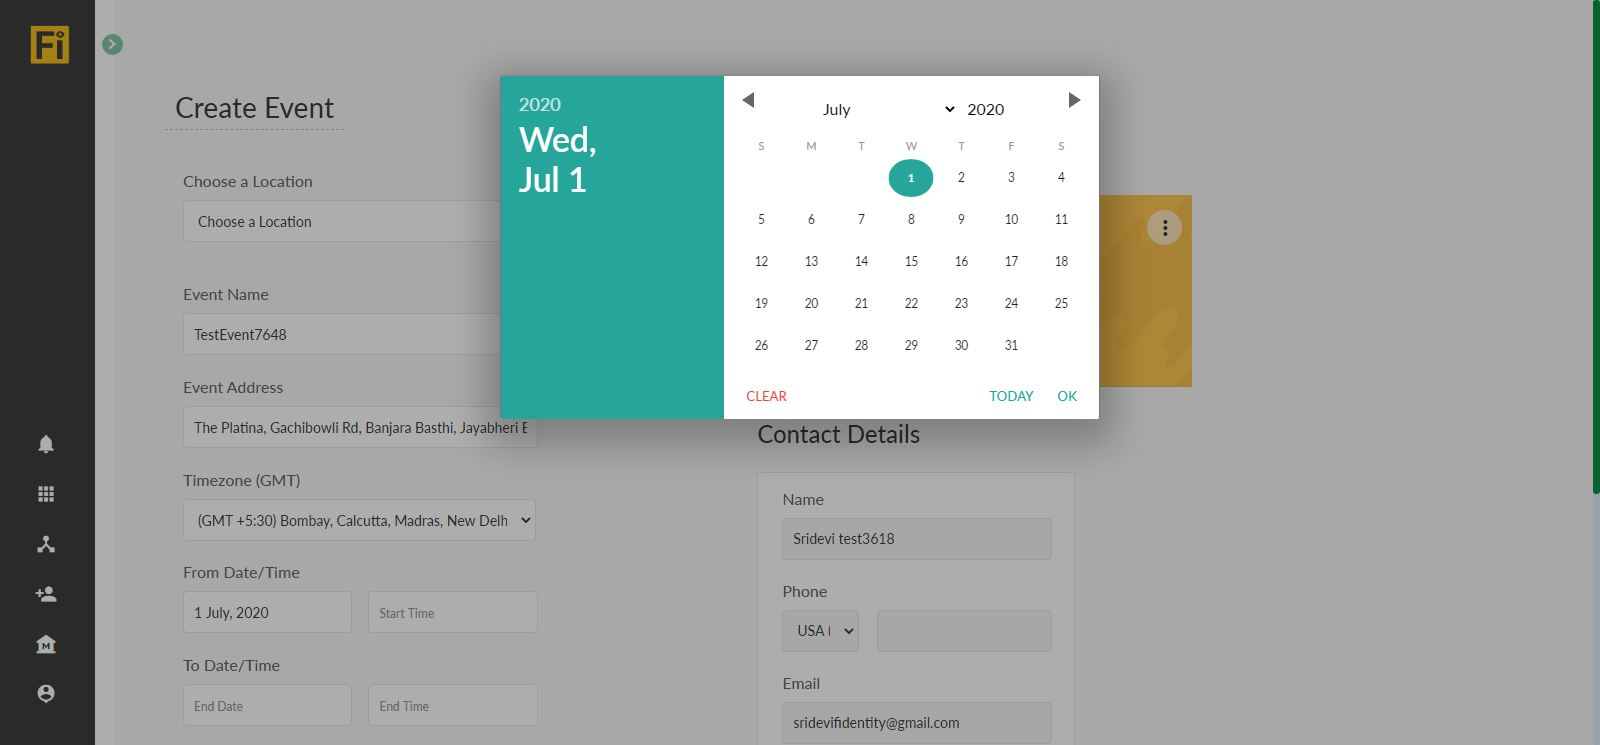 Fi
Create Event
Choose a Location
Choose a Location
Event Name
TestEvent7648
Event Address
The Platina, Gachibowli Rd, Banjara Basthi, Jayabheri E
Timezone (GMT)
(GMT +5:30) Bombay, Calcutta, Madras, New Delh
From Date/Time
1 July, 2020
Start Time
To Date/Time
End Date
End Time
2020
Wed,
Jul 1
July 2020
S M T W T F S
1 2 3 4
5 6 7 8 9 10 11
12 13 14 15 16 17 18
19 20 21 22 23 24 25
26 27 28 29 30 31
CLEAR TODAY OK
Contact Details
Name
Sridevi test3618
Phone
USA (
Email
sridevifidentity@gmail.com
M